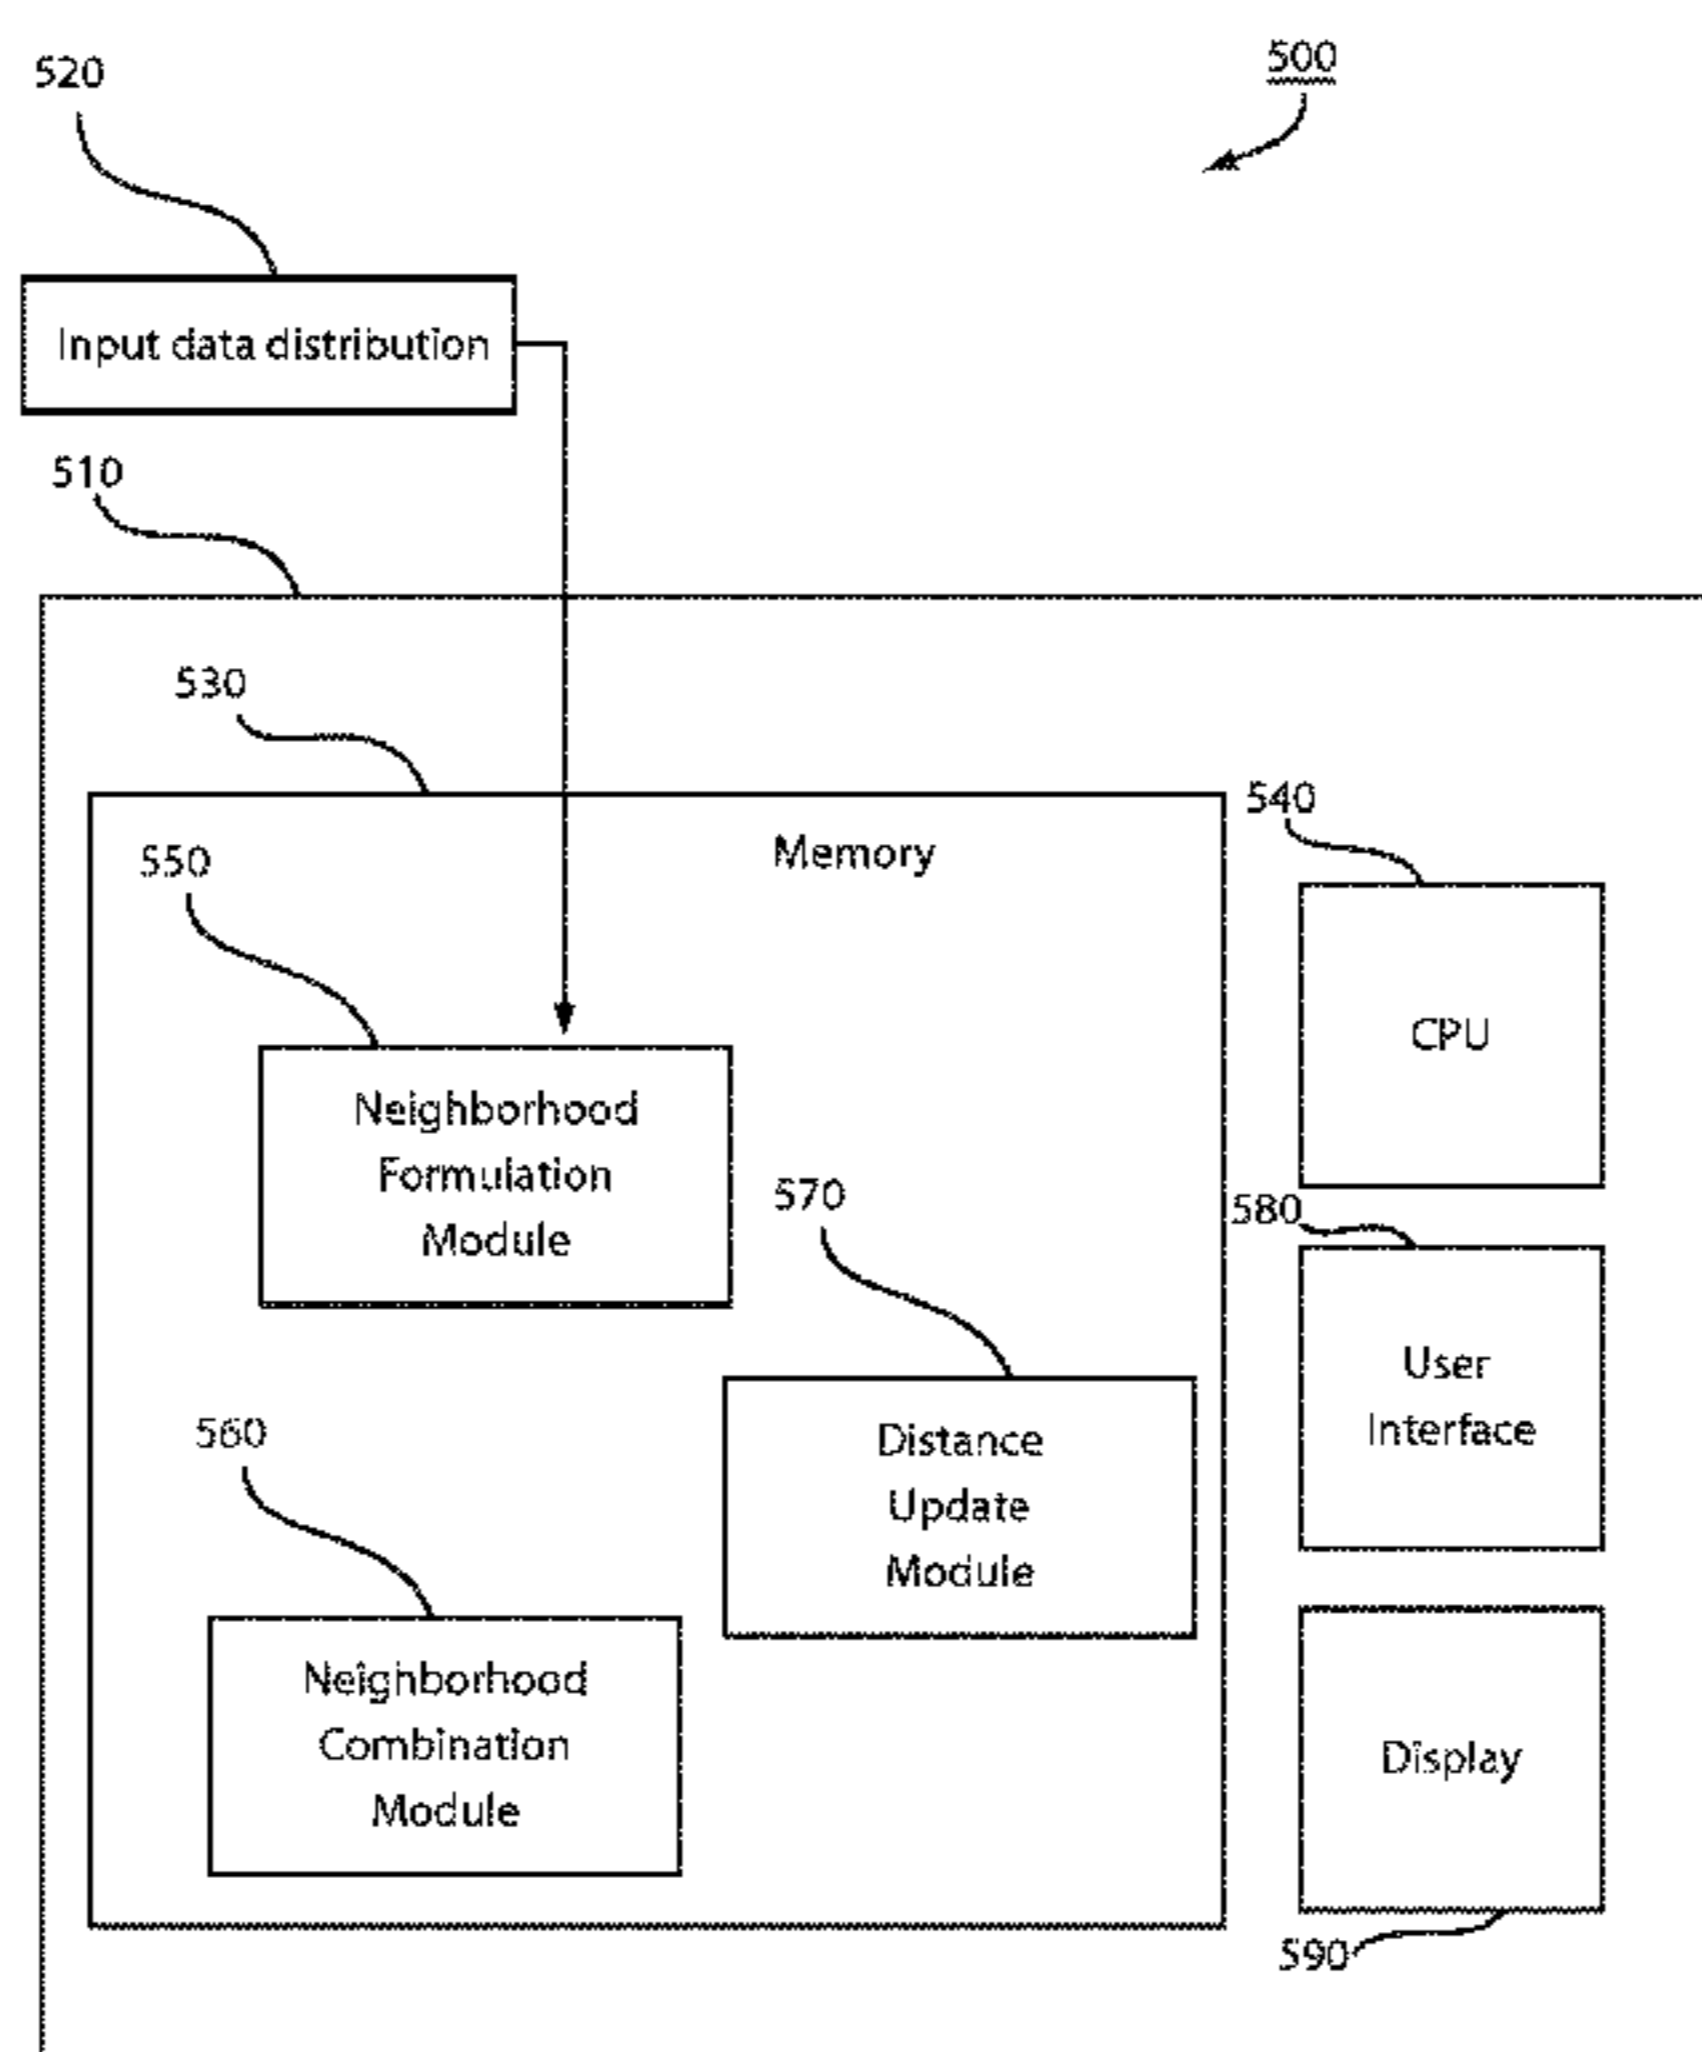 520
500
Input data distribution
510
530
540
Memory
550
CPU
Neighborhood
Formulation
Module
570
580
User
Interface
560
Distance
Update
Module
Neighborhood
Combination
Module
Display
590